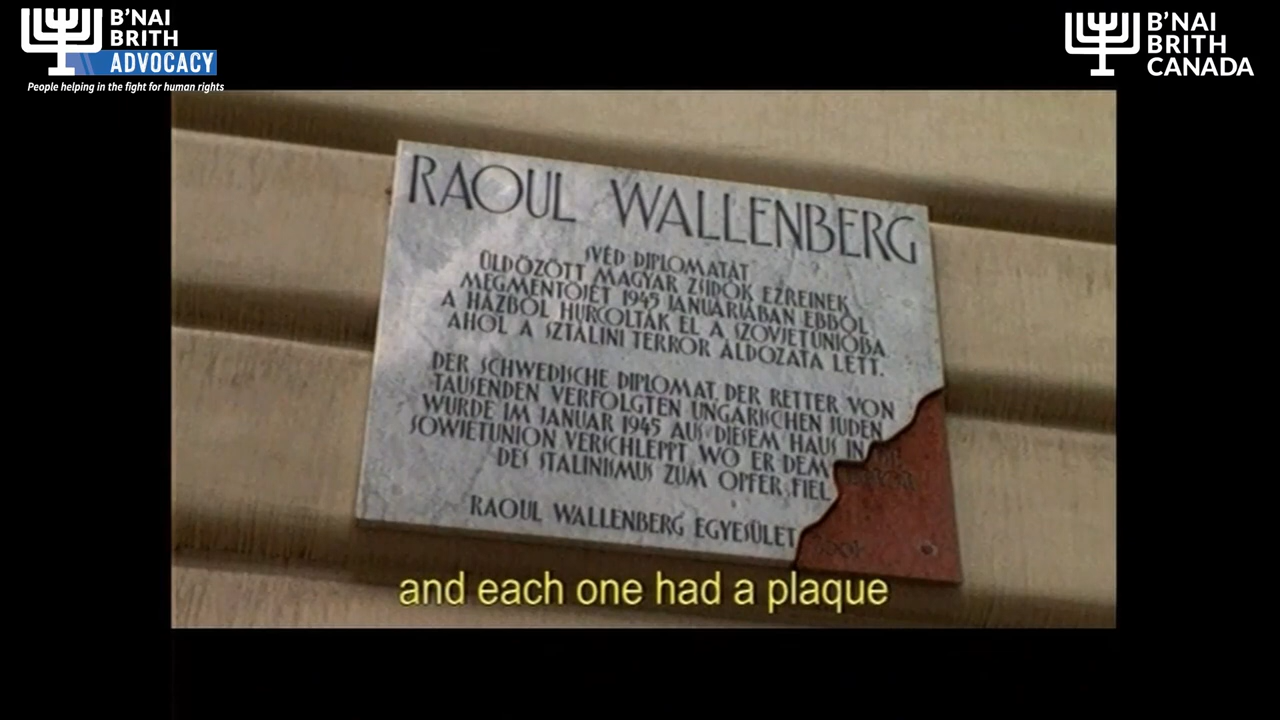 B'NAI
BRITH
ADVOCACY
People helping in the fight for human rights
B'NAI
BRITH
CANADA
RAOUL WALLENBERG
SVÉD DIPLOMATÁT
ÜLDÖZÖTT MAGYAR ZSIDÓK EZREINEK
MEGMENTŐJÉT 1945 JANUÁRJÁBAN EBBŐL
A HÁZBÓL HURCOLTÁK EL A SZOVJETUNIÓBA
AHOL A SZTÁLINI TERROR ÁLDOZATA LETT.
DER SCHWEDISCHE DIPLOMAT, DER RETTER VON
TAUSENDEN VERFOLGTEN UNGARISCHEN JUDEN
WURDE IM JANUAR 1945 AUS DIESEM HAUS IN
SOWJETUNION VERSCHLEPPT, WO ER DEM
DES STALINISMUS ZUM OPFER FIEL
RAOUL WALLENBERG EGYESÜLET
and each one had a plaque